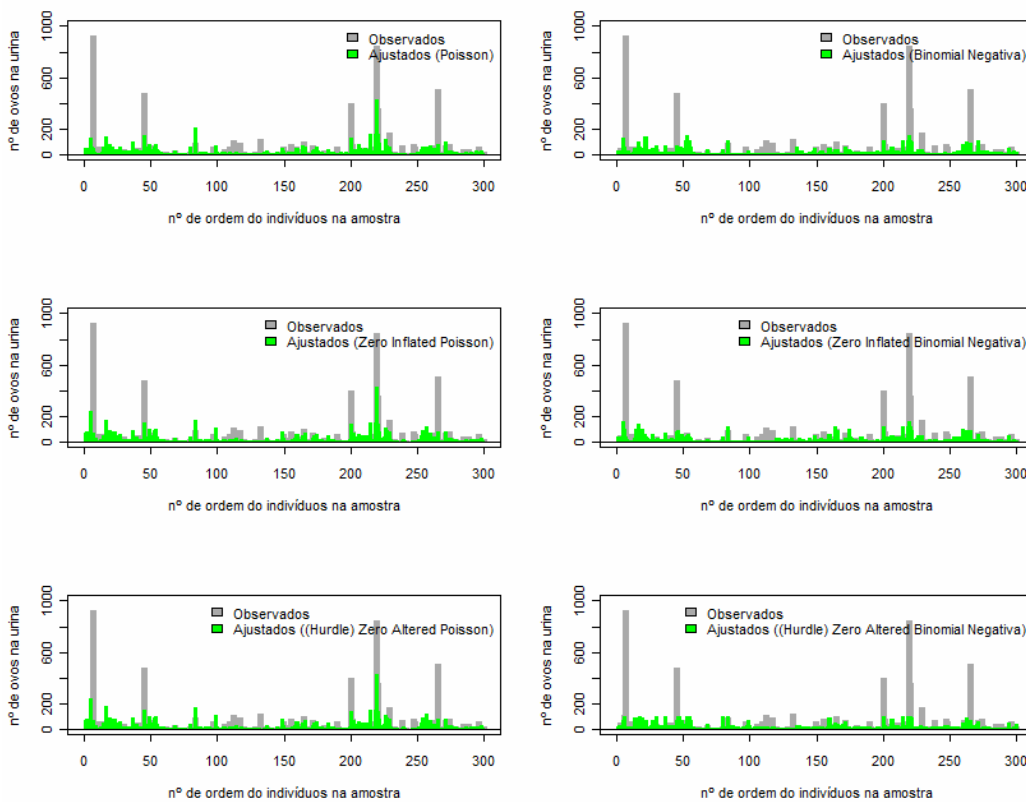 nº de ovos na urina
1000
600
200
0
Observados
Ajustados (Poisson)
0 50 100 150 200 250 300
nº de ordem do indivíduos na amostra
nº de ovos na urina
1000
600
200
0
Observados
Ajustados (Binomial Negativa)
0 50 100 150 200 250 300
nº de ordem do indivíduos na amostra
nº de ovos na urina
1000
600
200
0
Observados
Ajustados (Zero Inflated Poisson)
0 50 100 150 200 250 300
nº de ordem do indivíduos na amostra
nº de ovos na urina
1000
600
200
0
Observados
Ajustados (Zero Inflated Binomial Negativa)
0 50 100 150 200 250 300
nº de ordem do indivíduos na amostra
nº de ovos na urina
1000
600
200
0
Observados
Ajustados ((Hurdle) Zero Altered Poisson)
0 50 100 150 200 250 300
nº de ordem do indivíduos na amostra
nº de ovos na urina
1000
600
200
0
Observados
Ajustados ((Hurdle) Zero Altered Binomial Negativa)
0 50 100 150 200 250 300
nº de ordem do indivíduos na amostra